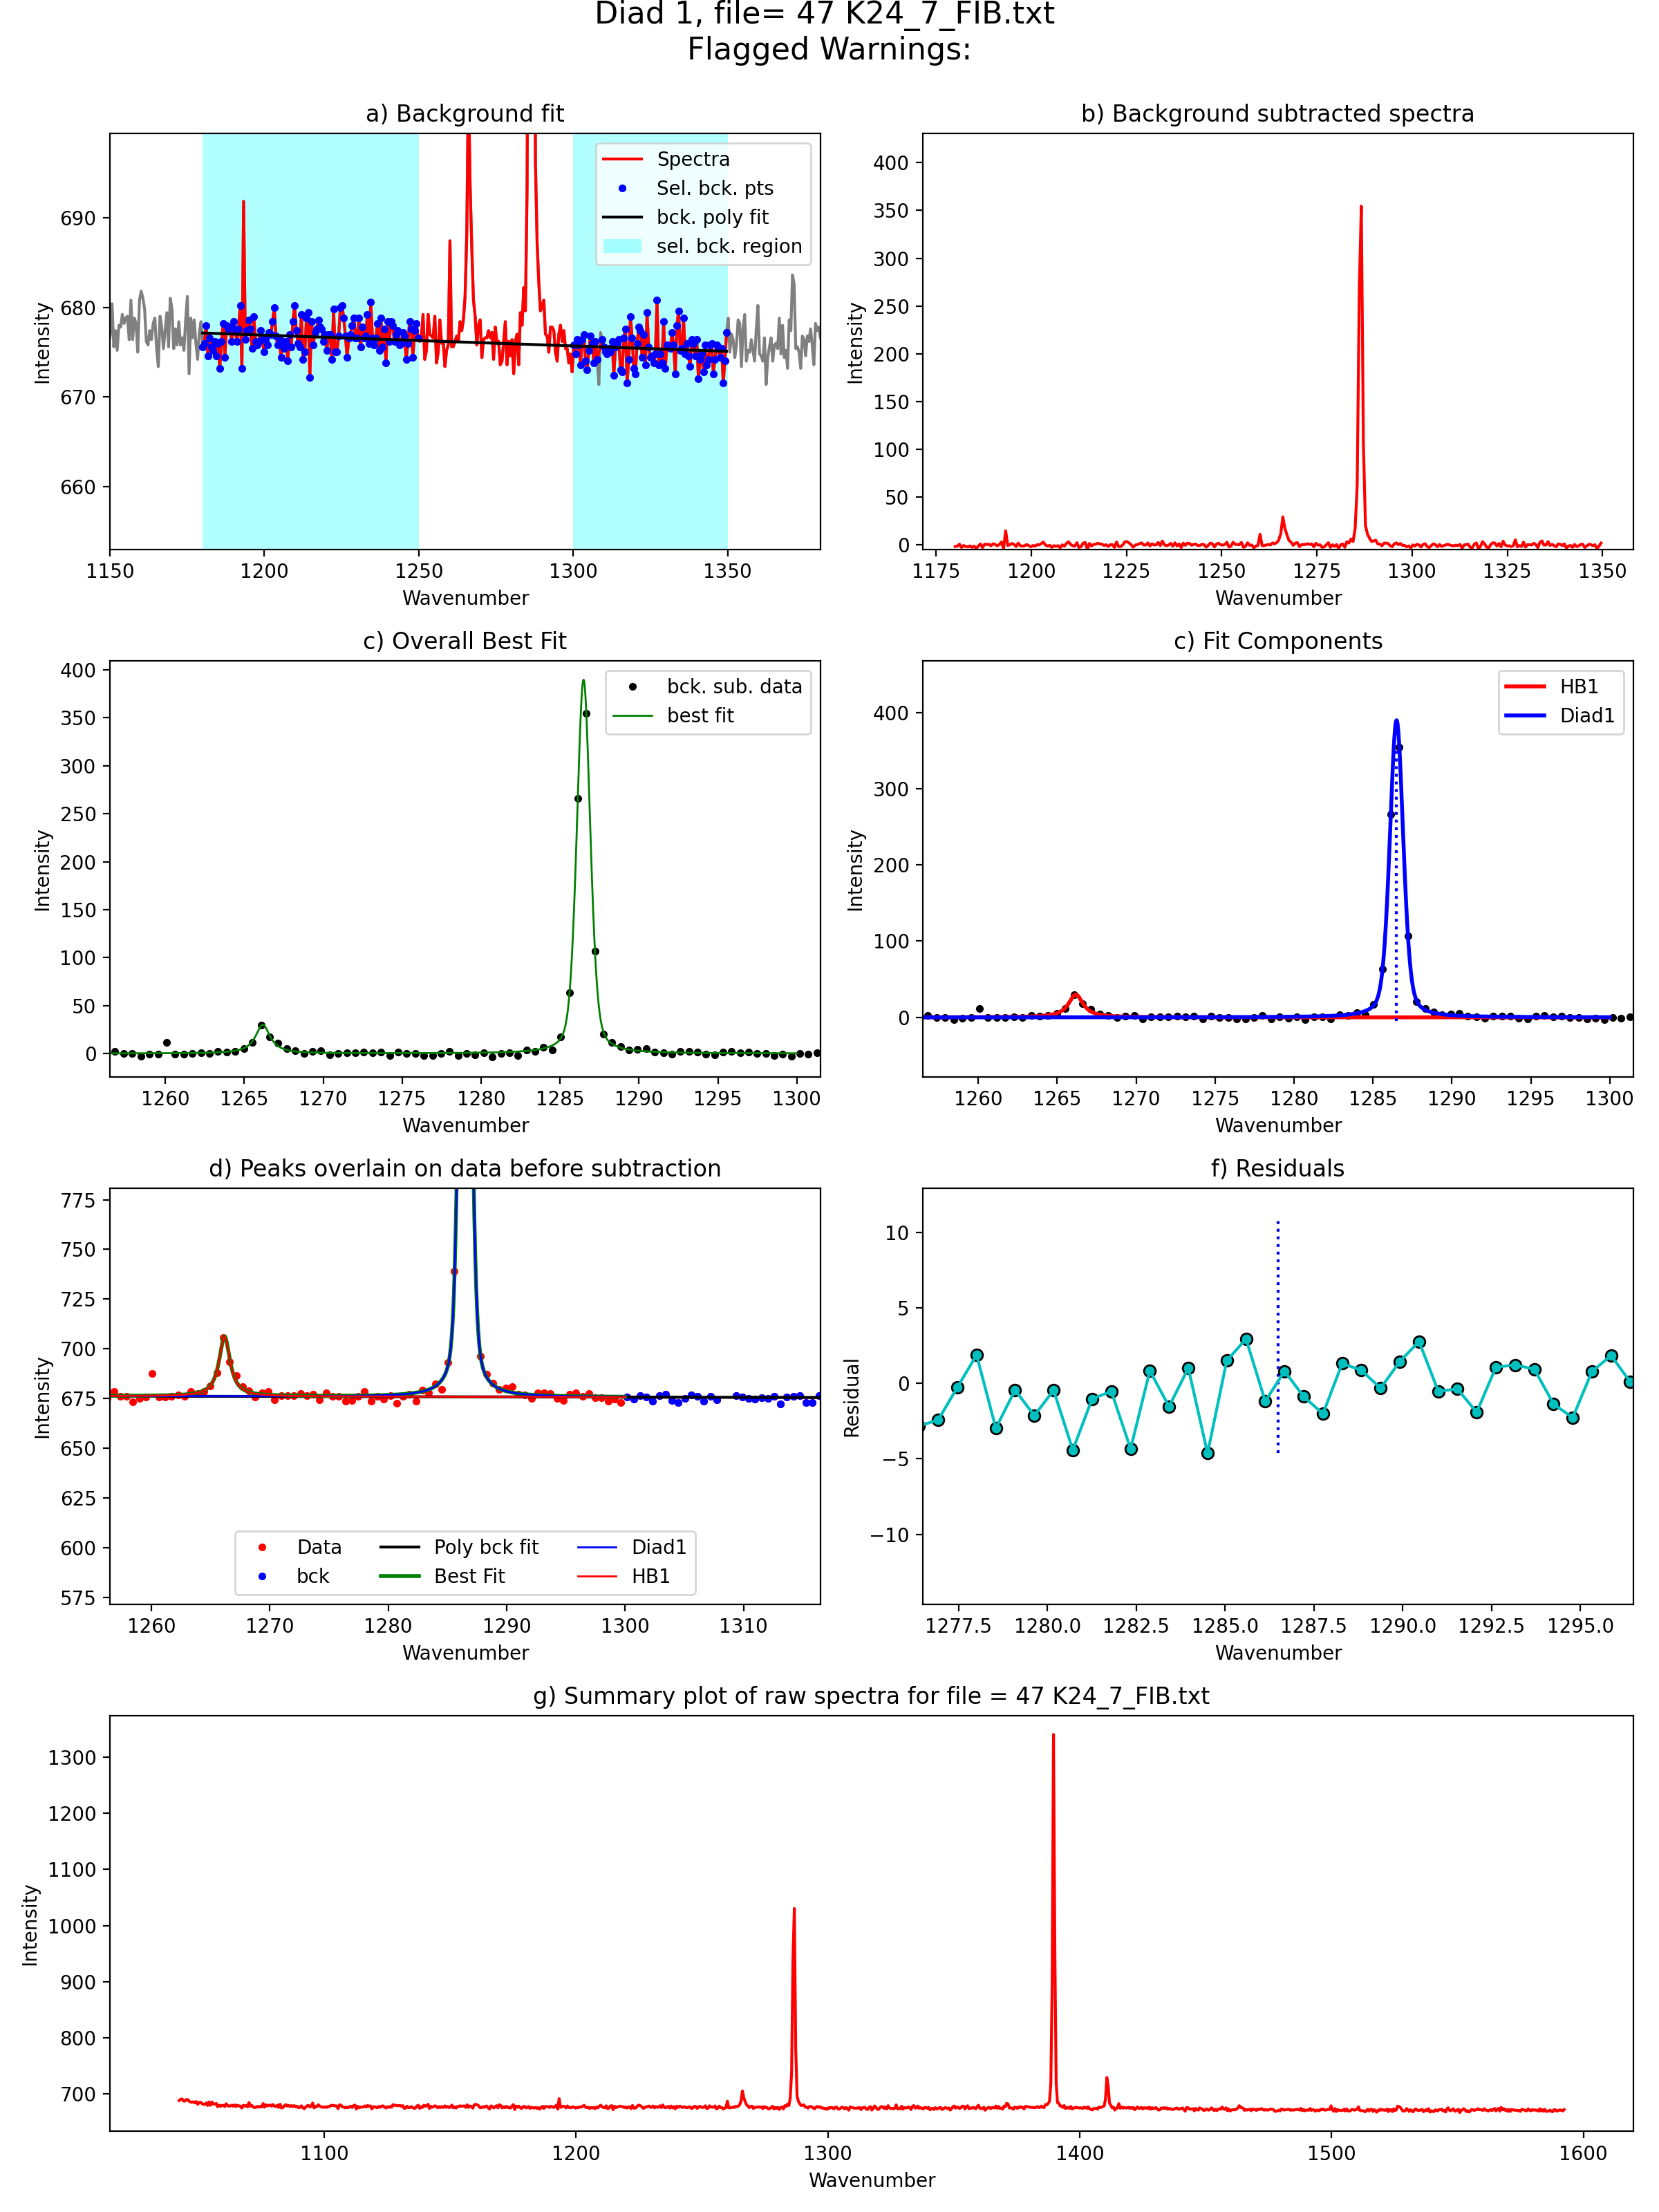 Diad 1, file= 47 K24_7_FIB.txt
Flagged Warnings:
a) Background fit
Intensity
690
680
670
660
Spectra
Sel. bck. pts
bck. poly fit
sel. bck. region
1150 1200 1250 1300 1350
Wavenumber
b) Background subtracted spectra
Intensity
400
350
300
250
200
150
100
50
0
1175 1200 1225 1250 1275 1300 1325 1350
Wavenumber
c) Overall Best Fit
Intensity
400
350
300
250
200
150
100
50
0
bck. sub. data
best fit
1260 1265 1270 1275 1280 1285 1290 1295 1300
Wavenumber
c) Fit Components
Intensity
400
300
200
100
0
HB1
Diad1
1260 1265 1270 1275 1280 1285 1290 1295 1300
Wavenumber
d) Peaks overlain on data before subtraction
Intensity
775
750
725
700
675
650
625
600
575
Data Poly bck fit Diad1
bck Best Fit HB1
1260 1270 1280 1290 1300 1310
Wavenumber
f) Residuals
Residual
10
5
0
−5
−10
1277.5 1280.0 1282.5 1285.0 1287.5 1290.0 1292.5 1295.0
Wavenumber
g) Summary plot of raw spectra for file = 47 K24_7_FIB.txt
Intensity
1300
1200
1100
1000
900
800
700
1100 1200 1300 1400 1500 1600
Wavenumber